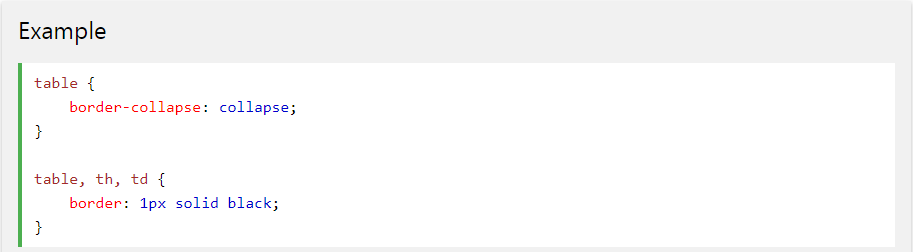 Example
table {
    border-collapse: collapse;
}
table, th, td {
    border: 1px solid black;
}